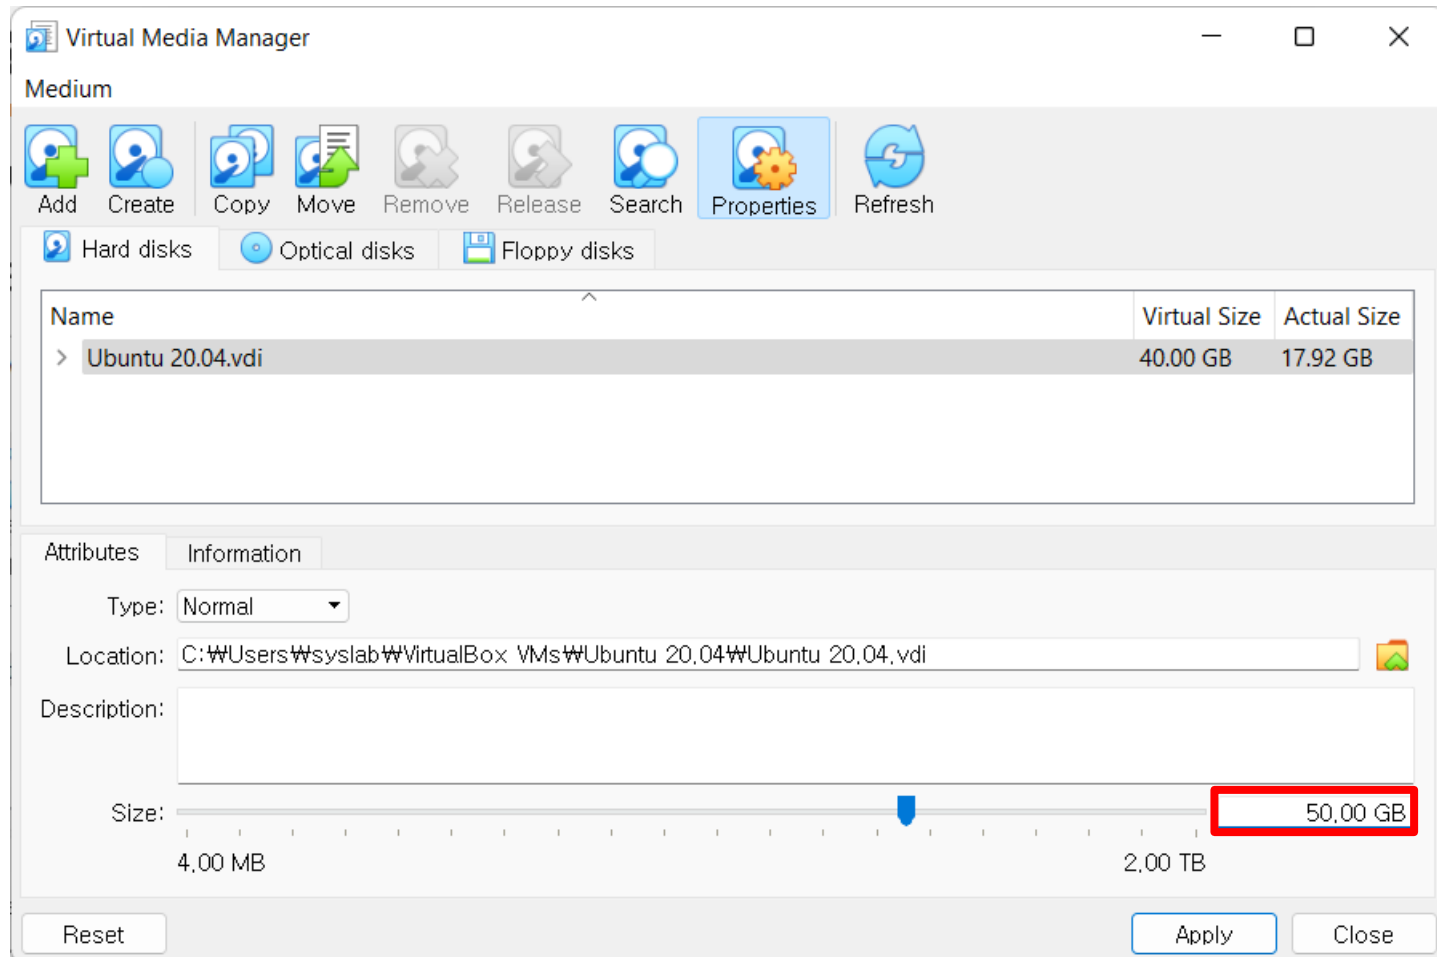 Virtual Media Manager
Medium
Add Create Copy Move Remove Release Search Properties Refresh
Hard disks Optical disks Floppy disks
Name Virtual Size Actual Size
Ubuntu 20.04.vdi 40.00 GB 17.92 GB
Attributes Information
Type: Normal
Location: C:₩Users₩syslab₩VirtualBox VMs₩Ubuntu 20,04₩Ubuntu 20,04,vdi
Description:
Size: 50,00 GB
4,00 MB 2,00 TB
Reset Apply Close